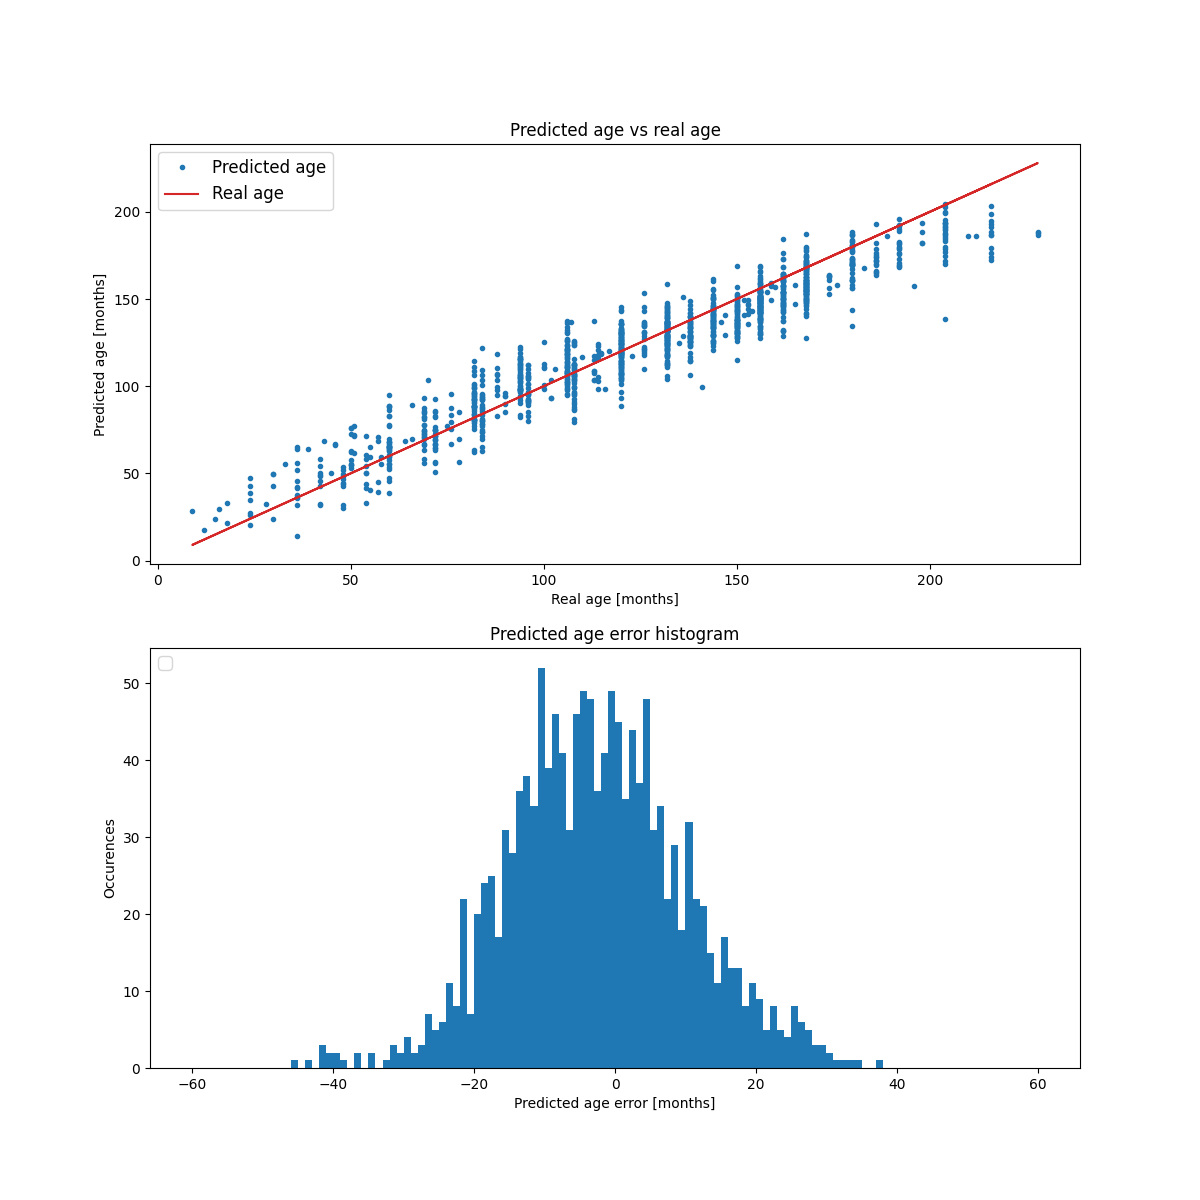 Predicted age vs real age
Predicted age
Real age
200
150
100
50
0
Predicted age [months]
0 50 100 150 200
Real age [months]
Predicted age error histogram
50
40
30
20
10
0
Occurences
−60 −40 −20 0 20 40 60
Predicted age error [months]